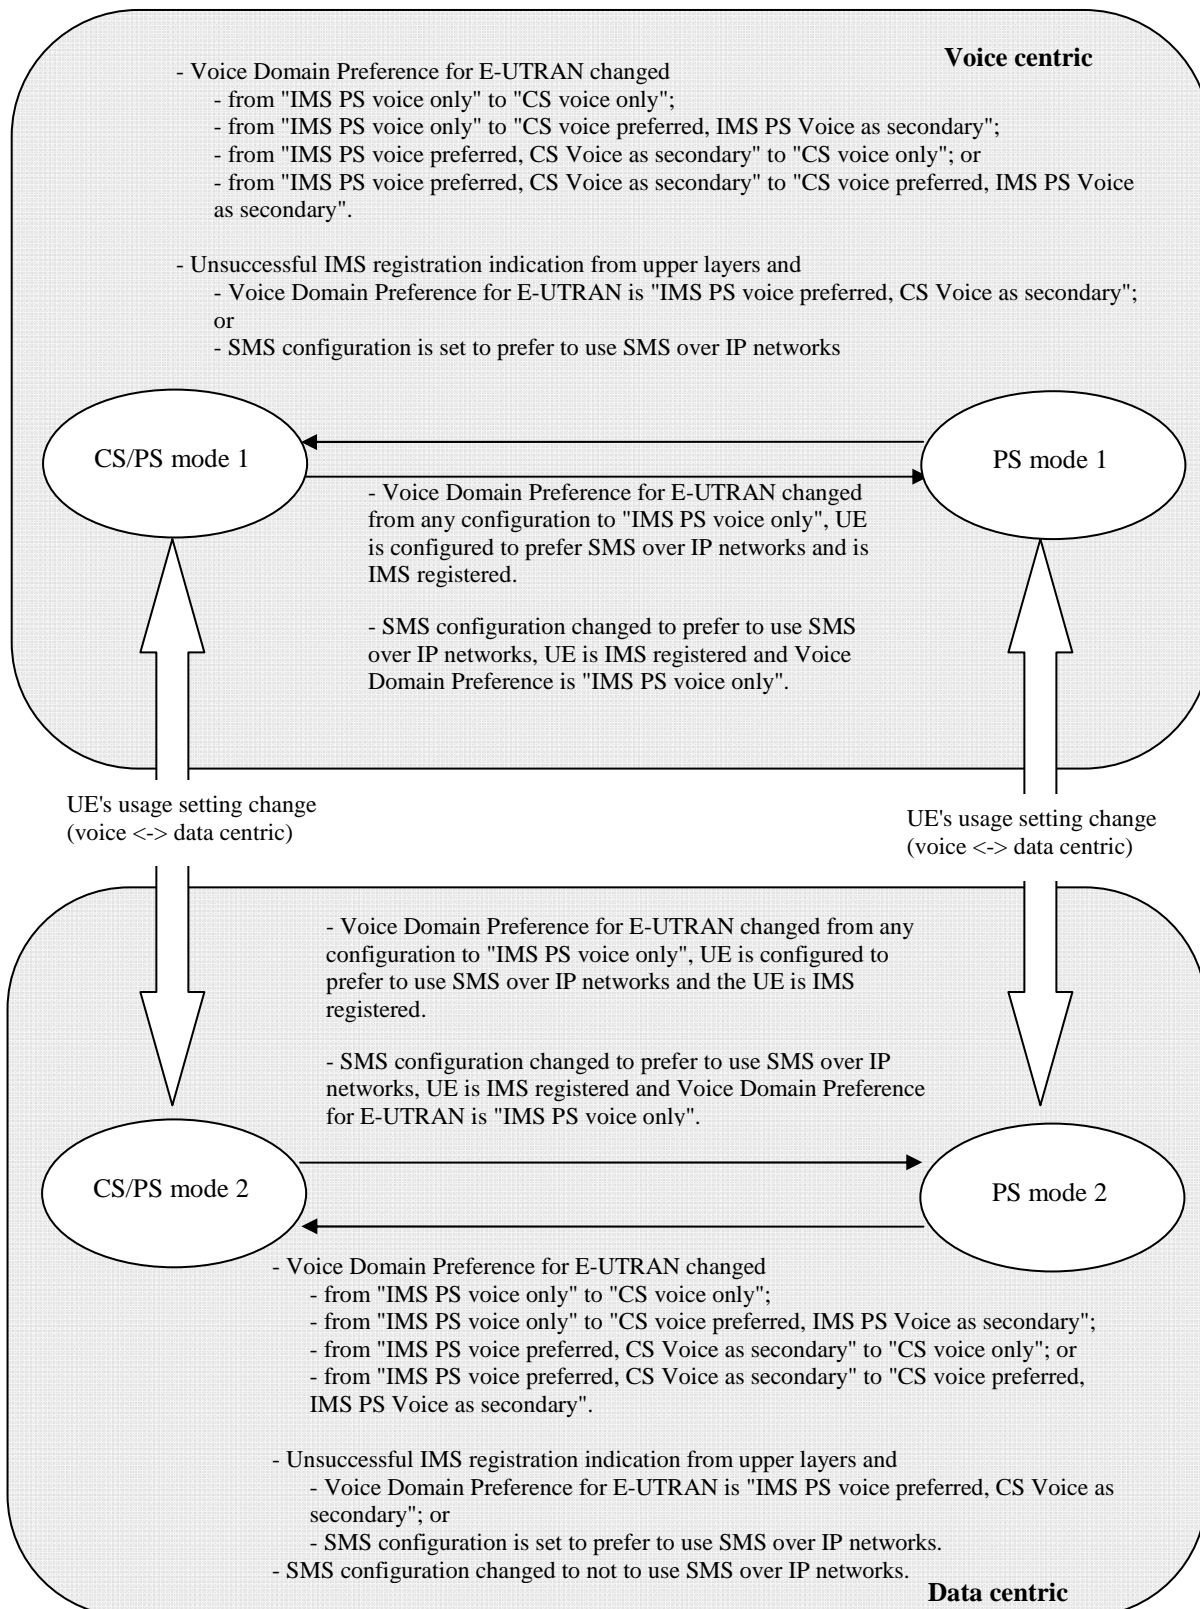 Voice centric
- Voice Domain Preference for E-UTRAN changed
- from "IMS PS voice only" to "CS voice only";
- from "IMS PS voice only" to "CS voice preferred, IMS PS Voice as secondary";
- from "IMS PS voice preferred, CS Voice as secondary" to "CS voice only"; or
- from "IMS PS voice preferred, CS Voice as secondary" to "CS voice preferred, IMS PS Voice
as secondary".
- Unsuccessful IMS registration indication from upper layers and
- Voice Domain Preference for E-UTRAN is "IMS PS voice preferred, CS Voice as secondary";
or
- SMS configuration is set to prefer to use SMS over IP networks
CS/PS mode 1
PS mode 1
- Voice Domain Preference for E-UTRAN changed
from any configuration to "IMS PS voice only", UE
is configured to prefer SMS over IP networks and is
IMS registered.
- SMS configuration changed to prefer to use SMS
over IP networks, UE is IMS registered and Voice
Domain Preference is "IMS PS voice only".
UE's usage setting change
(voice <-> data centric)
UE's usage setting change
(voice <-> data centric)
- Voice Domain Preference for E-UTRAN changed from any
configuration to "IMS PS voice only", UE is configured to
prefer to use SMS over IP networks and the UE is IMS
registered.
- SMS configuration changed to prefer to use SMS over IP
networks, UE is IMS registered and Voice Domain Preference
for E-UTRAN is "IMS PS voice only".
CS/PS mode 2
PS mode 2
- Voice Domain Preference for E-UTRAN changed
- from "IMS PS voice only" to "CS voice only";
- from "IMS PS voice only" to "CS voice preferred, IMS PS Voice as secondary";
- from "IMS PS voice preferred, CS Voice as secondary" to "CS voice only"; or
- from "IMS PS voice preferred, CS Voice as secondary" to "CS voice preferred,
IMS PS Voice as secondary".
- Unsuccessful IMS registration indication from upper layers and
- Voice Domain Preference for E-UTRAN is "IMS PS voice preferred, CS Voice as
secondary"; or
- SMS configuration is set to prefer to use SMS over IP networks.
- SMS configuration changed to not to use SMS over IP networks.
Data centric